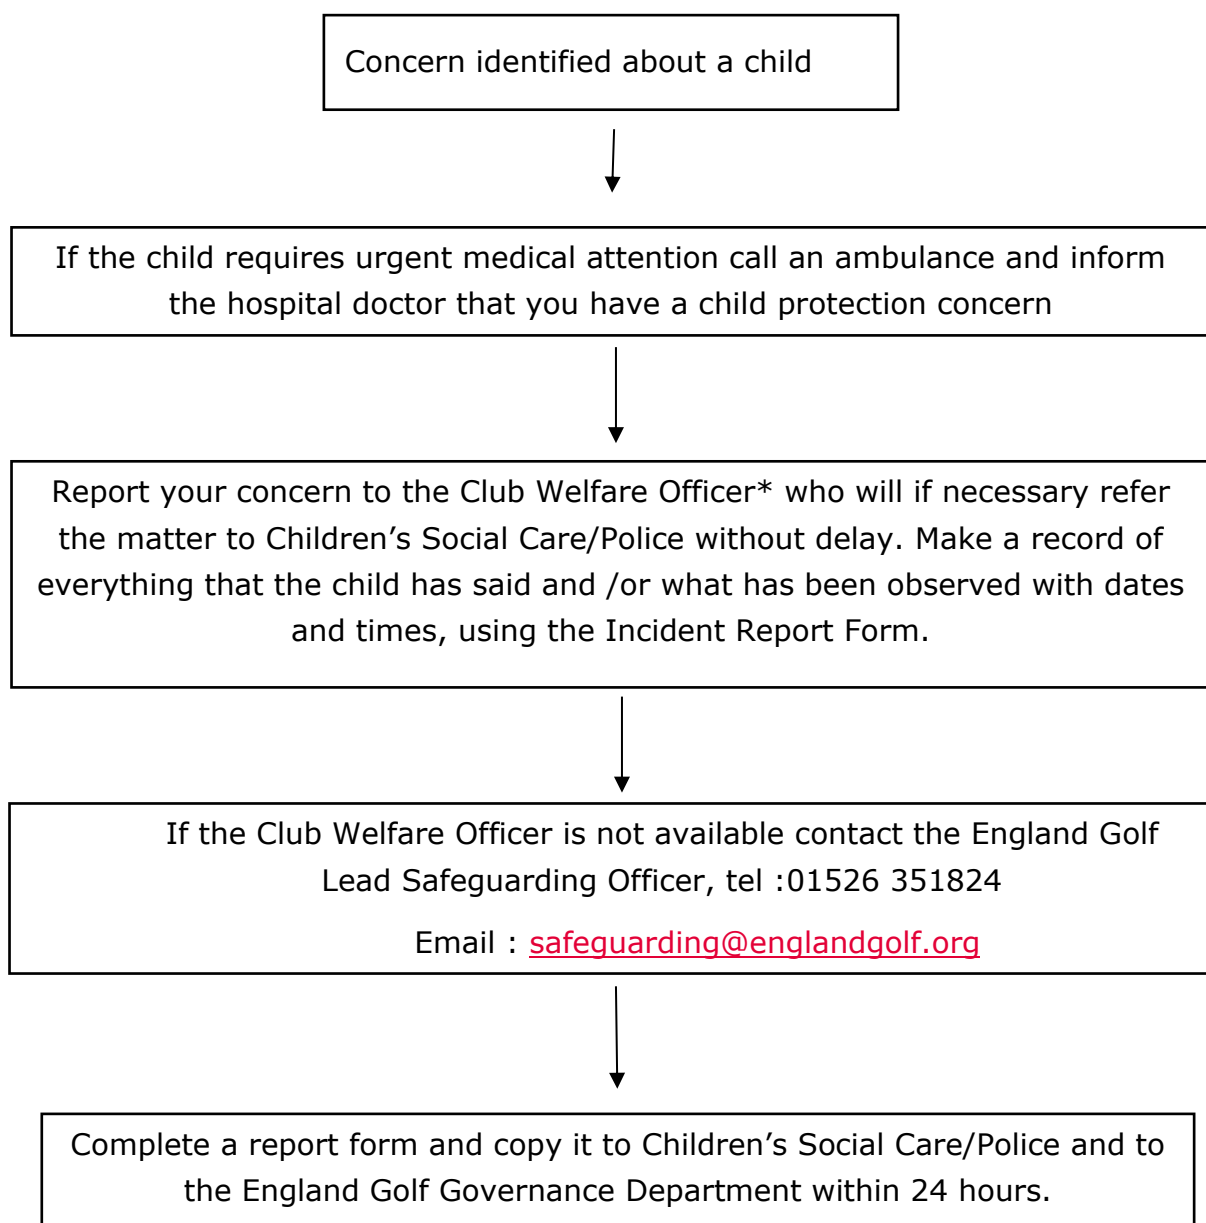 Concern identified about a child
If the child requires urgent medical attention call an ambulance and inform
the hospital doctor that you have a child protection concern
Report your concern to the Club Welfare Officer* who will if necessary refer
the matter to Children’s Social Care/Police without delay. Make a record of
everything that the child has said and /or what has been observed with dates
and times, using the Incident Report Form.
If the Club Welfare Officer is not available contact the England Golf
Lead Safeguarding Officer, tel :01526 351824
Email : safeguarding@englandgolf.org
Complete a report form and copy it to Children’s Social Care/Police and to
the England Golf Governance Department within 24 hours.